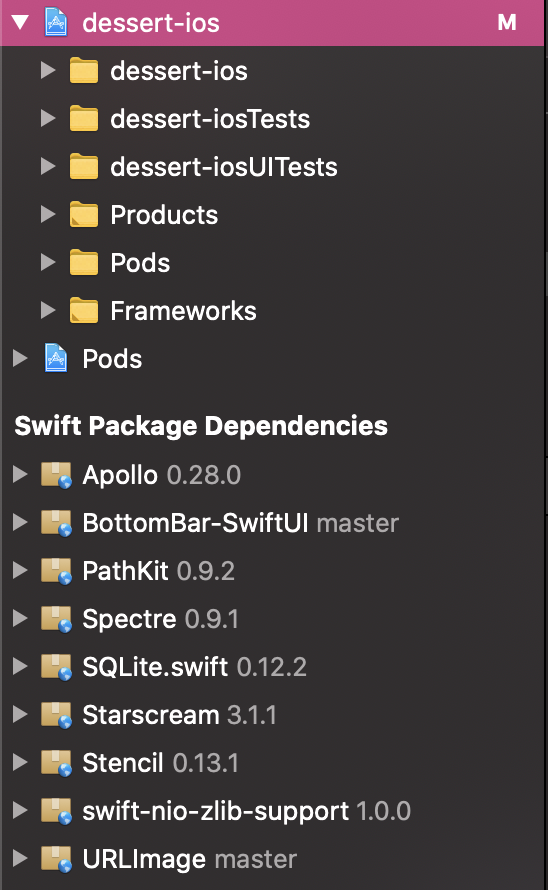 dessert-ios M
dessert-ios
dessert-iosTests
dessert-iosUITests
Products
Pods
Frameworks
Pods
Swift Package Dependencies
Apollo 0.28.0
BottomBar-SwiftUI master
PathKit 0.9.2
Spectre 0.9.1
SQLite.swift 0.12.2
Starscream 3.1.1
Stencil 0.13.1
swift-nio-zlib-support 1.0.0
URLImage master